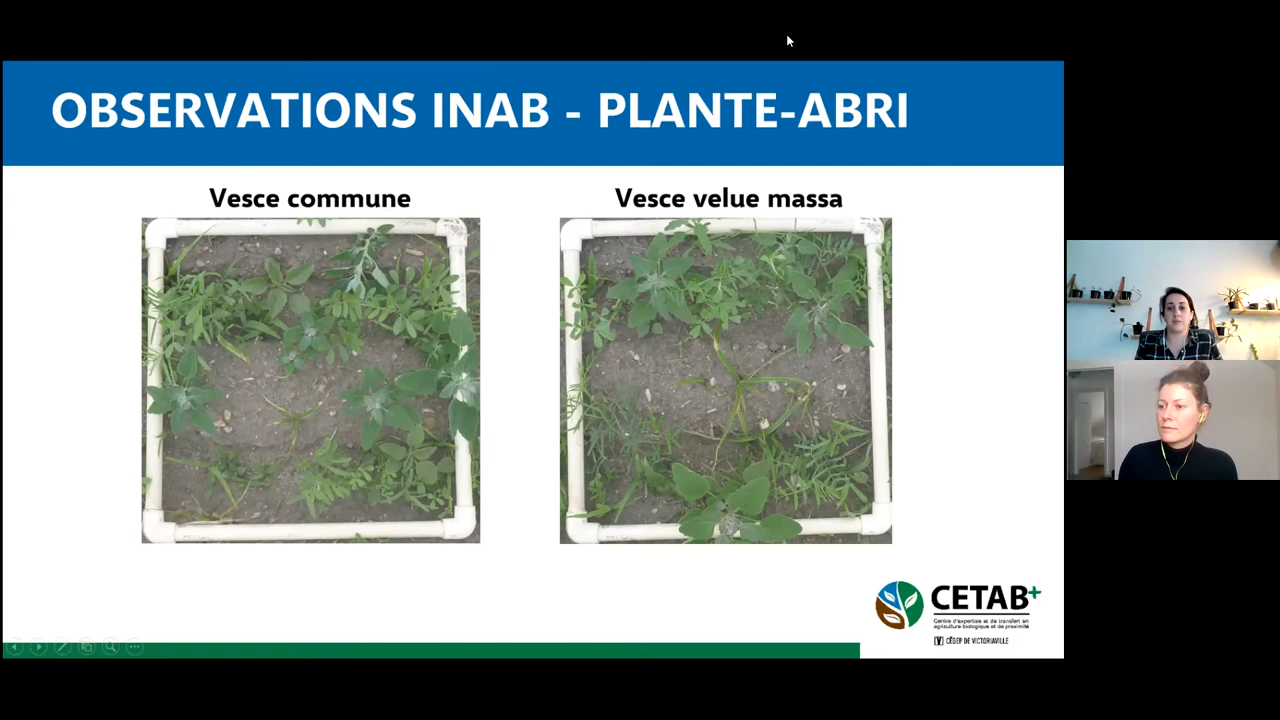 OBSERVATIONS INAB - PLANTE-ABRI
Vesce commune
Vesce velue massa
CETAB+
Centre d'expertise et de transfert en
agriculture biologique et de proximité
CÉGEP DE VICTORIAVILLE